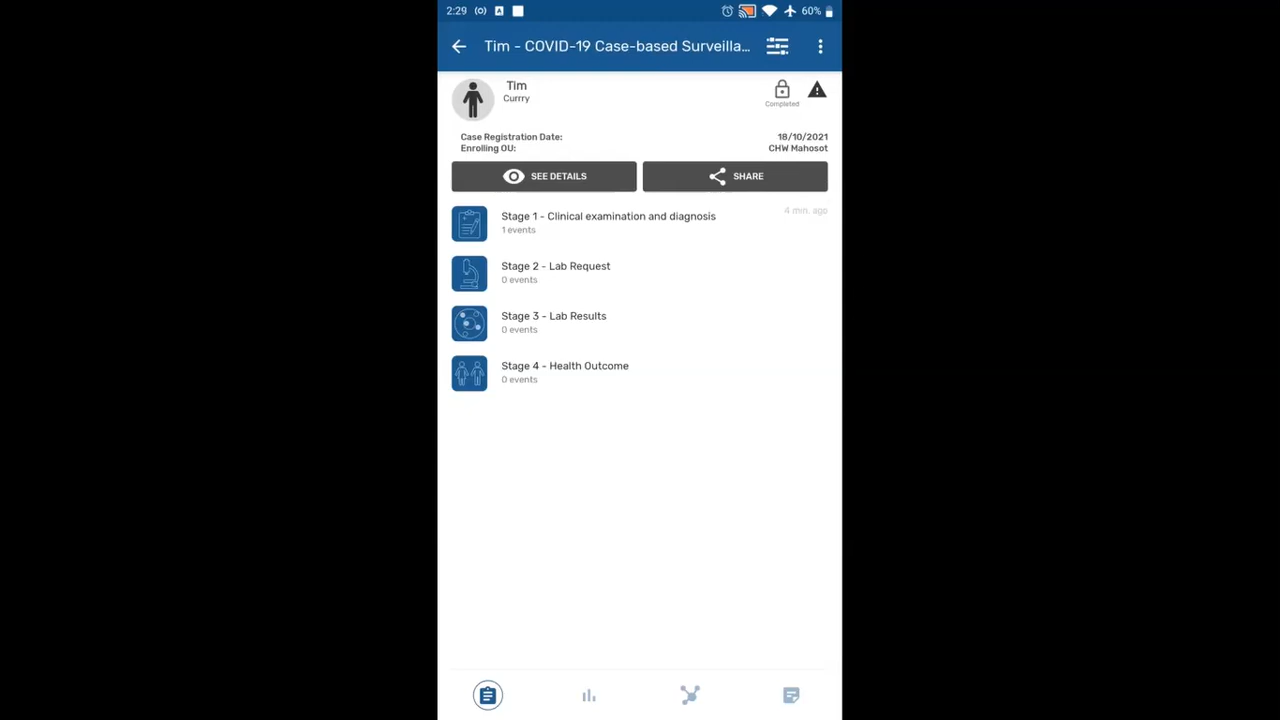 2:29
60%
Tim - COVID-19 Case-based Surveilla...
Tim
Currry
Completed
Case Registration Date: 18/10/2021
Enrolling OU: CHW Mahosot
SEE DETAILS
SHARE
Stage 1 - Clinical examination and diagnosis
4 min. ago
1 events
Stage 2 - Lab Request
0 events
Stage 3 - Lab Results
0 events
Stage 4 - Health Outcome
0 events